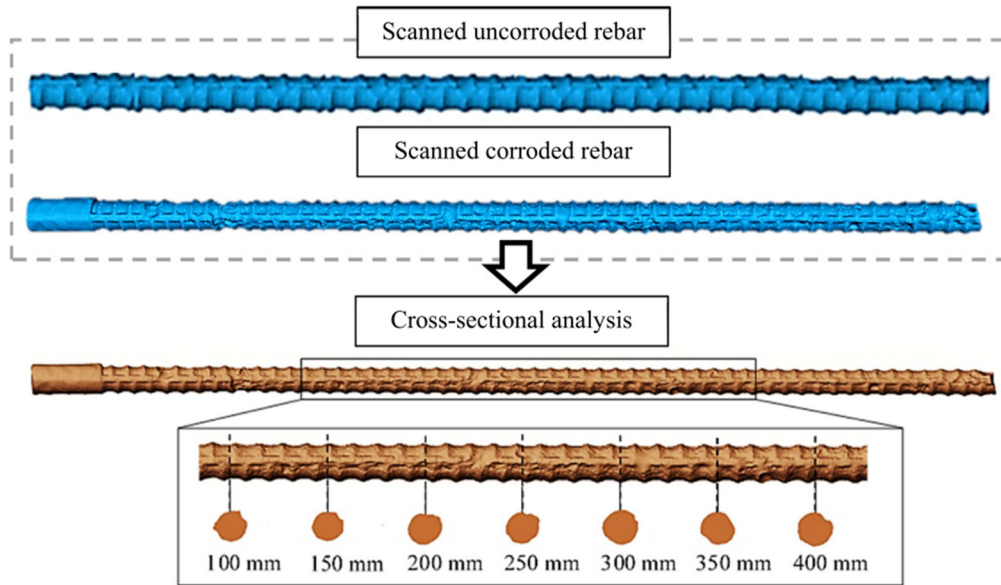 Scanned uncorroded rebar
Scanned corroded rebar
Cross-sectional analysis
100 mm 150 mm 200 mm 250 mm 300 mm 350 mm 400 mm